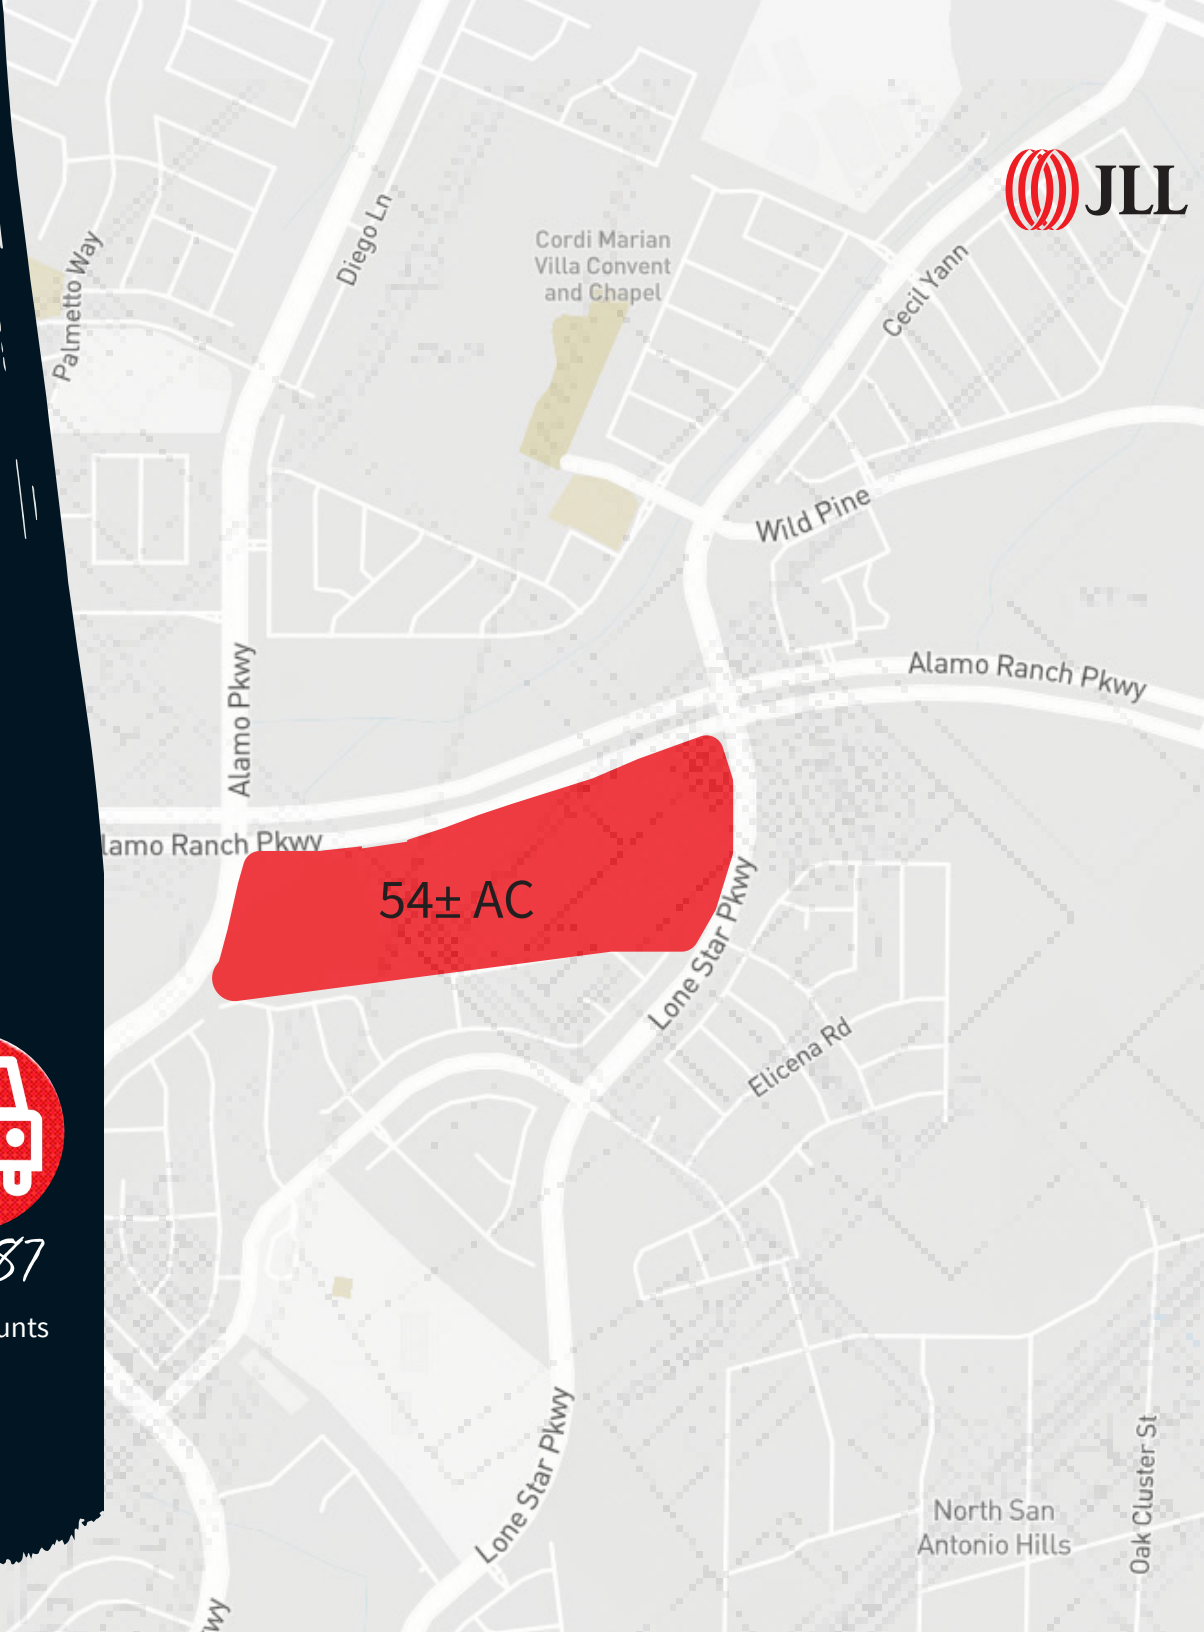 JLL
Diego Ln
Palmetto Way
Cordi Marian
Villa Convent
and Chapel
Cecil Yann
Wild Pine
Alamo Ranch Pkwy
Alamo Pkwy
lamo Ranch Pkwy
54± AC
Lone Star Pkwy
Elicena Rd
87
unts
Lone Star Pkwy
North San
Antonio Hills
Oak Cluster St
wy